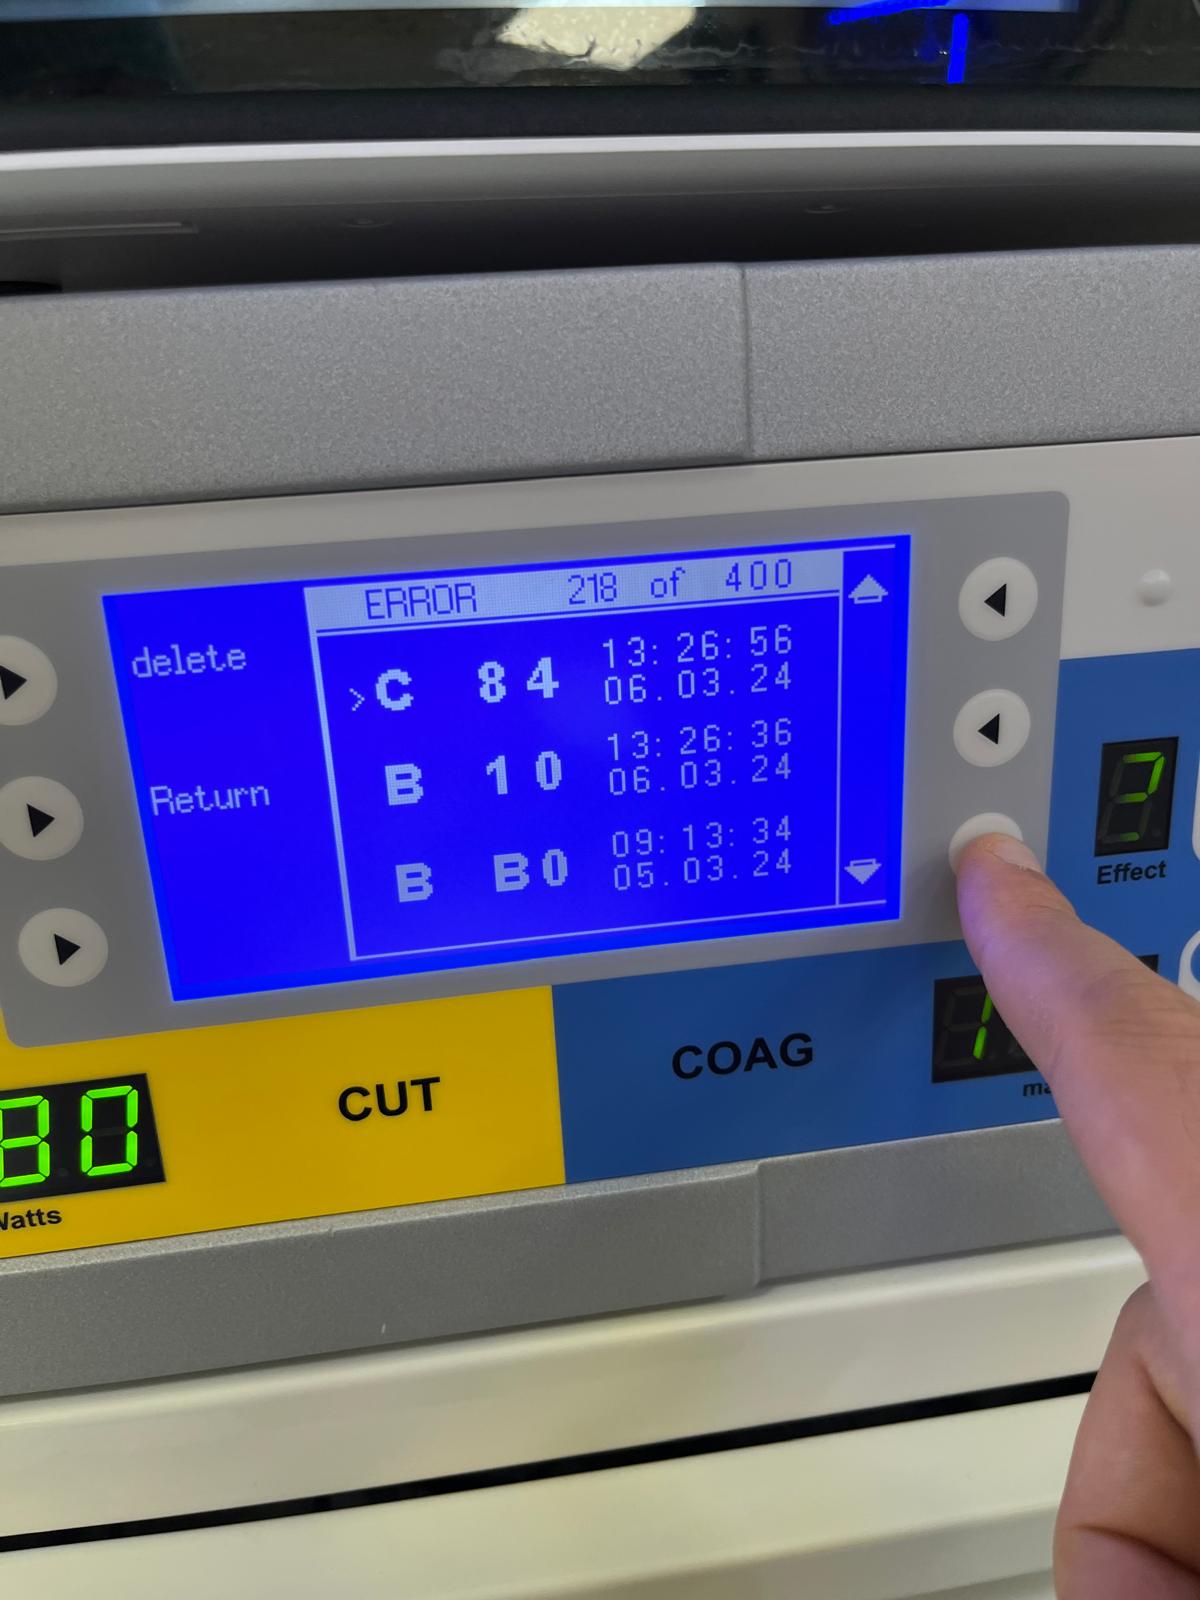 ERROR 218 of 400
delete
>C 84 13:26:56
06.03.24
Return
B 10 13:26:36
06.03.24
B B0 09:13:34
05.03.24
Effect
CUT
COAG
80
Watts